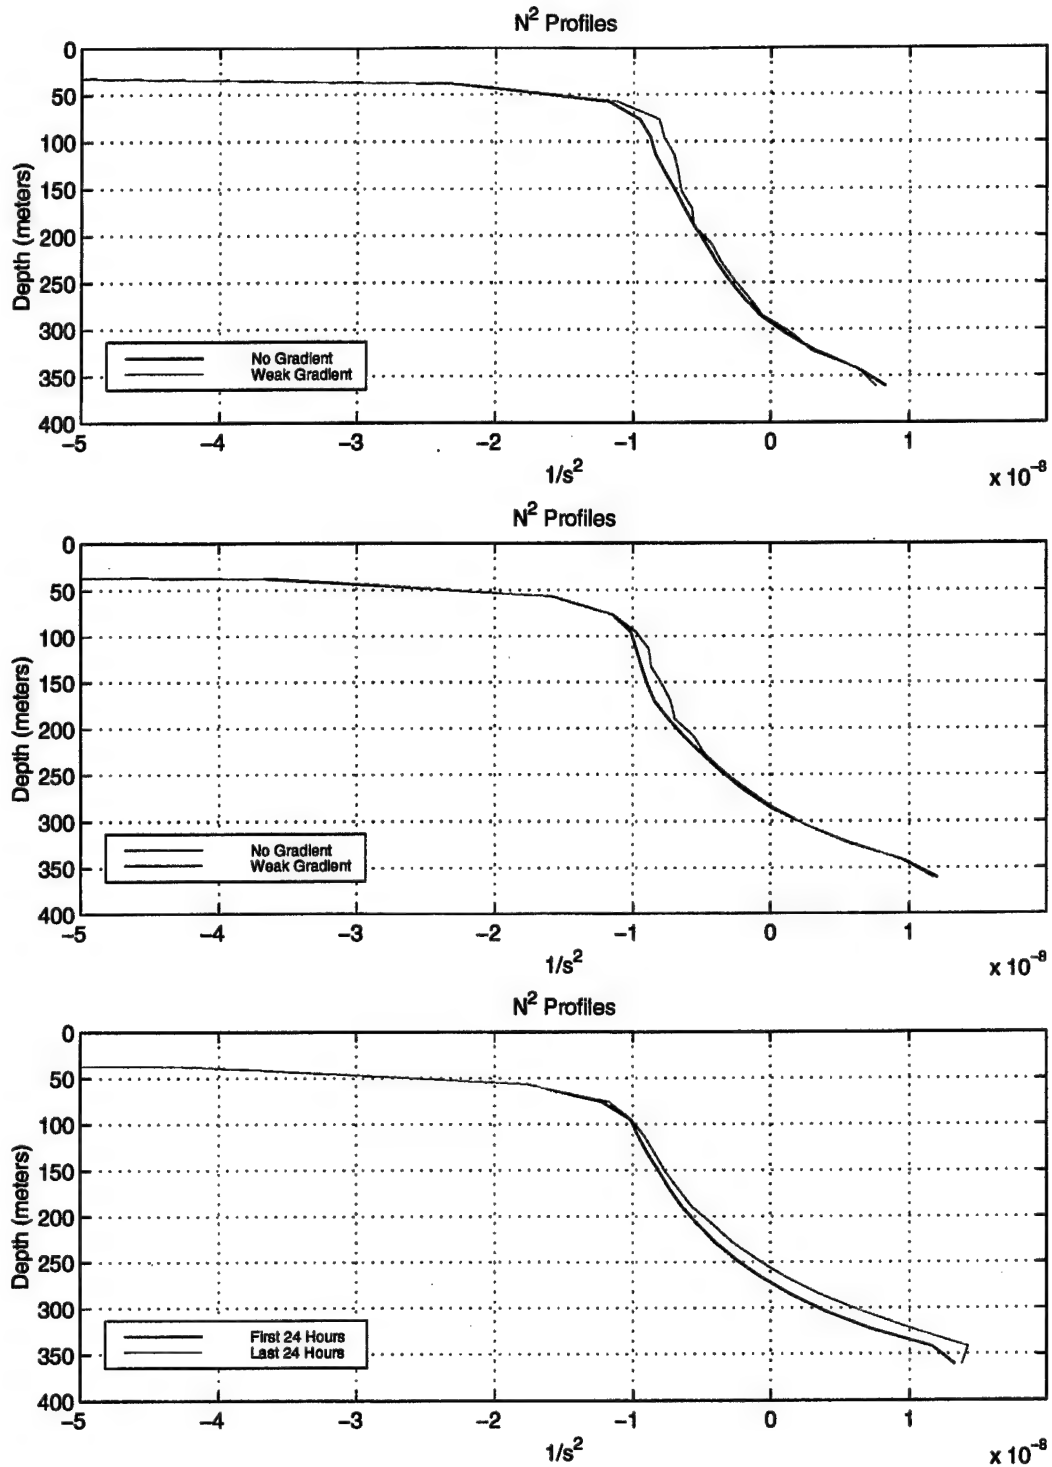 N² Profiles
0
50
100
150
200
250
300
350
400
Depth (meters)
No Gradient
Weak Gradient
−5 −4 −3 −2 −1 0 1
1/s²
x 10⁻⁸
N² Profiles
0
50
100
150
200
250
300
350
400
Depth (meters)
No Gradient
Weak Gradient
−5 −4 −3 −2 −1 0 1
1/s²
x 10⁻⁸
N² Profiles
0
50
100
150
200
250
300
350
400
Depth (meters)
First 24 Hours
Last 24 Hours
−5 −4 −3 −2 −1 0 1
1/s²
x 10⁻⁸